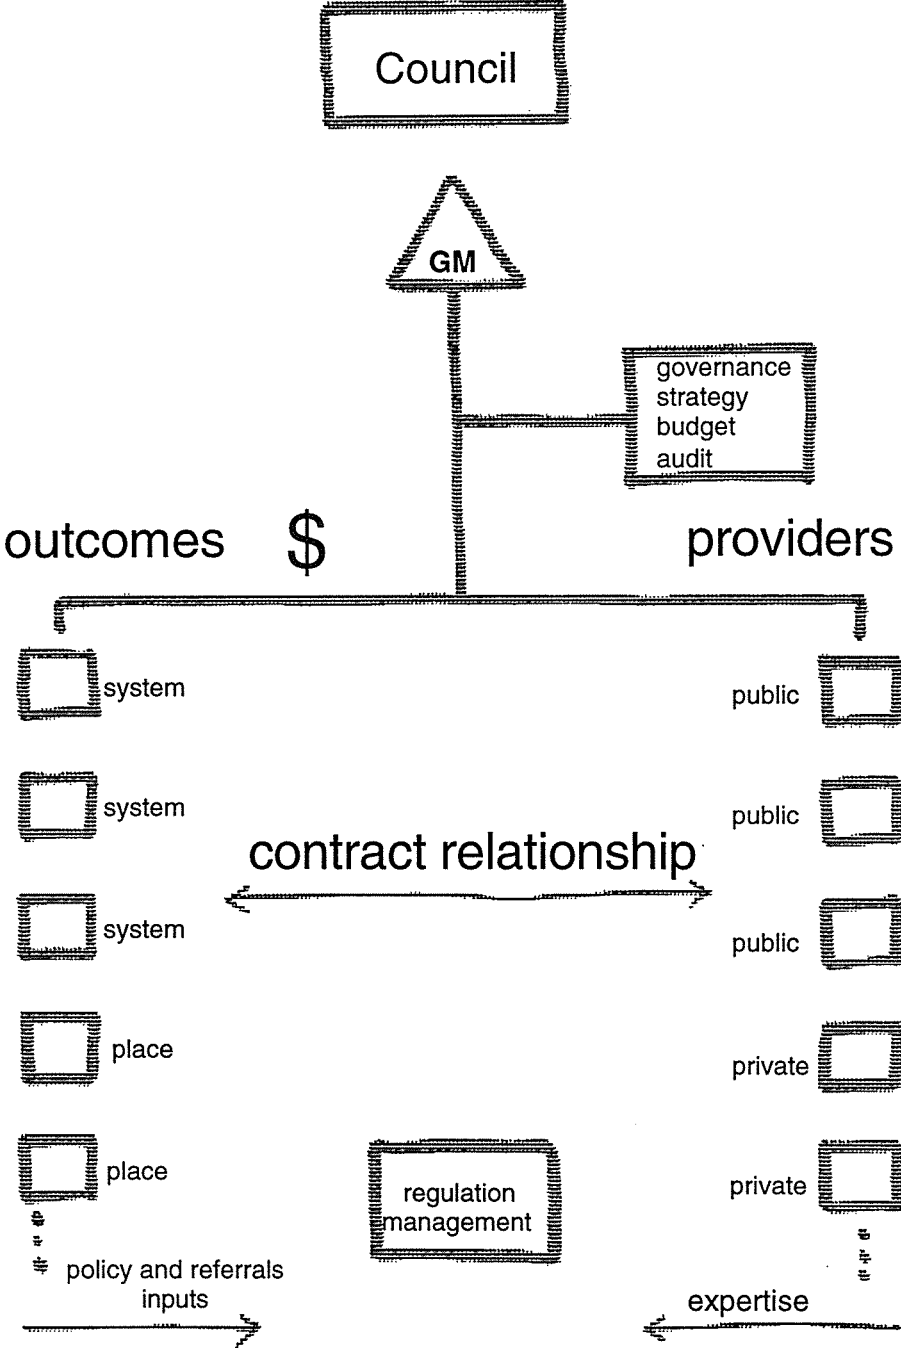 Council
GM
governance
strategy
budget
audit
outcomes $ providers
system public
system public
contract relationship
system public
place private
place private
regulation
management
policy and referrals
inputs
expertise